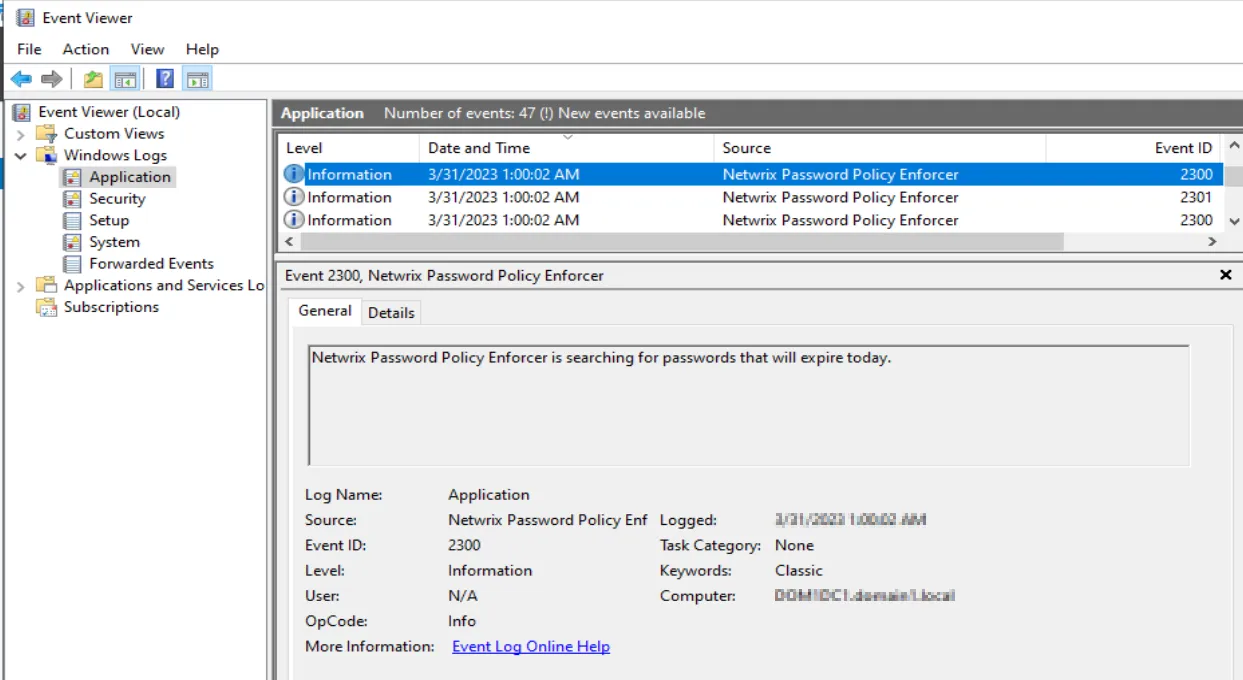 Event Viewer
File Action View Help
Event Viewer (Local)
Custom Views
Windows Logs
Application
Security
Setup
System
Forwarded Events
Applications and Services Lo
Subscriptions
Application Number of events: 47 (!) New events available
Level Date and Time Source Event ID
Information 3/31/2023 1:00:02 AM Netwrix Password Policy Enforcer 2300
Information 3/31/2023 1:00:02 AM Netwrix Password Policy Enforcer 2301
Information 3/31/2023 1:00:02 AM Netwrix Password Policy Enforcer 2300
Event 2300, Netwrix Password Policy Enforcer
General Details
Netwrix Password Policy Enforcer is searching for passwords that will expire today.
Log Name: Application
Source: Netwrix Password Policy Enf Logged: 3/31/2023 1:00:02 AM
Event ID: 2300 Task Category: None
Level: Information Keywords: Classic
User: N/A Computer:
OpCode: Info
More Information: Event Log Online Help